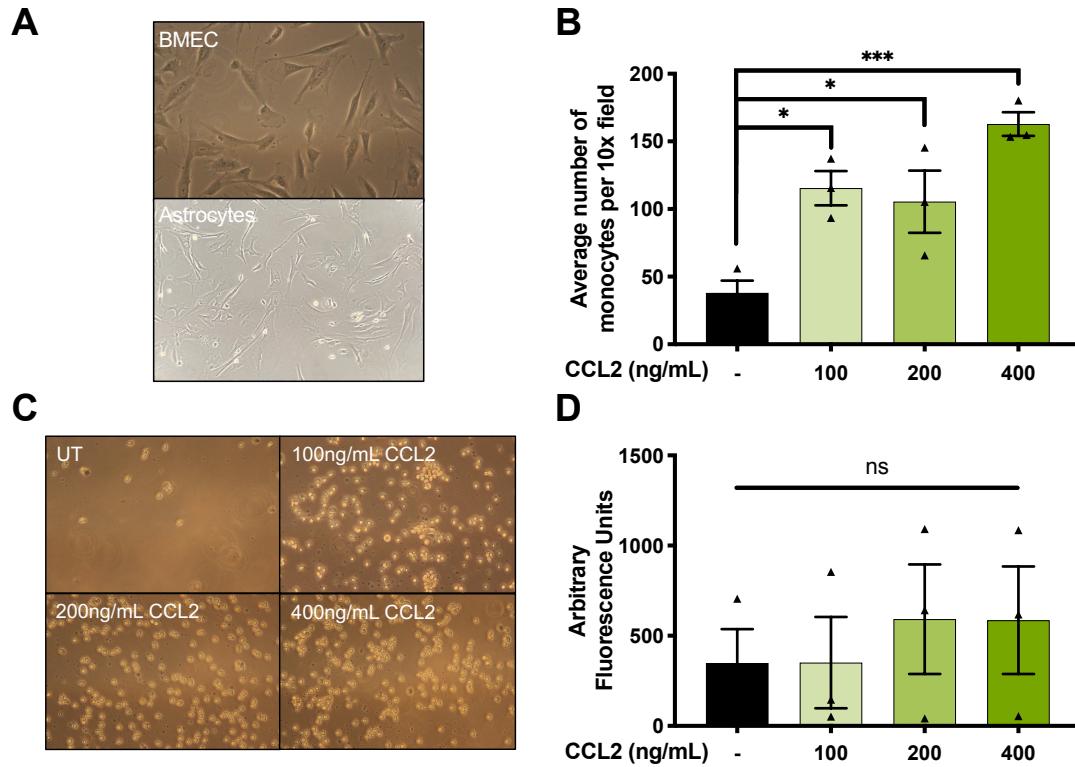 A
BMEC
Astrocytes
B
Average number of
monocytes per 10x field
200
150
100
50
0
***
*
*
CCL2 (ng/mL)
- 100 200 400
C
UT
100ng/mL CCL2
200ng/mL CCL2
400ng/mL CCL2
D
Arbitrary
Fluorescence Units
1500
1000
500
0
ns
CCL2 (ng/mL)
- 100 200 400